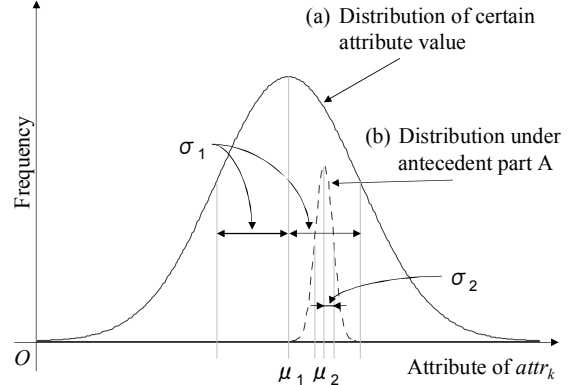 (a) Distribution of certain
attribute value
Frequency
σ1
(b) Distribution under
antecedent part A
σ2
O
μ1 μ2
Attribute of attrk